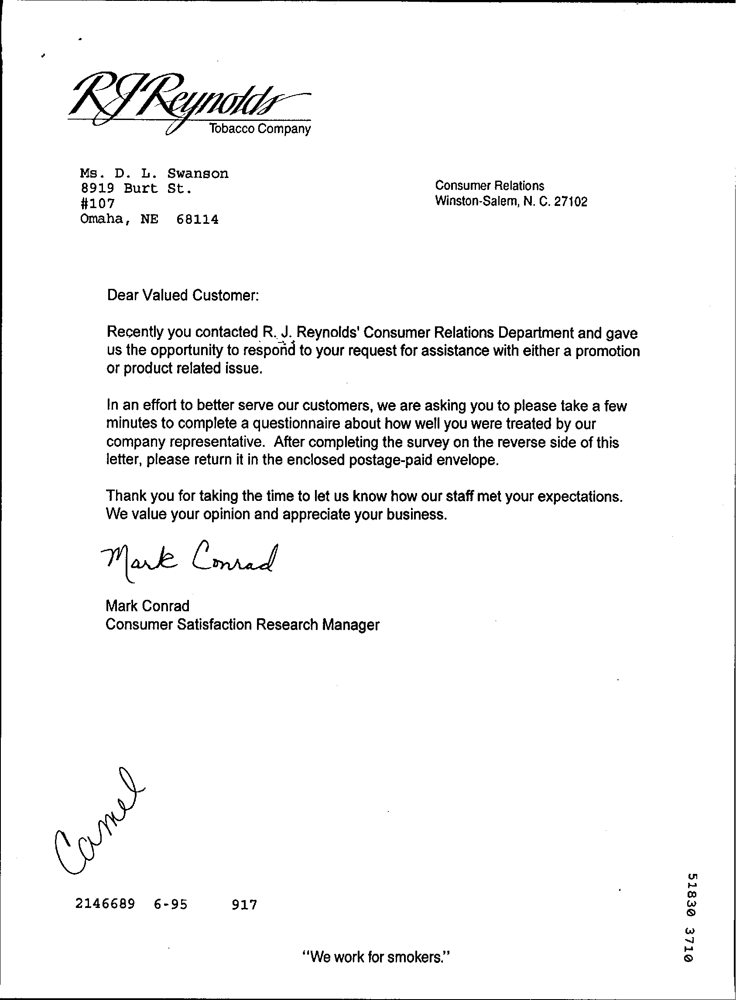 RJReynolds
Tobacco Company
Ms. D. L. Swanson
8919 Burt St.
#107
Omaha, NE 68114
Consumer Relations
Winston-Salem, N. C. 27102
Dear Valued Customer:
Recently you contacted R. J. Reynolds' Consumer Relations Department and gave
us the opportunity to respond to your request for assistance with either a promotion
or product related issue.
In an effort to better serve our customers, we are asking you to please take a few
minutes to complete a questionnaire about how well you were treated by our
company representative. After completing the survey on the reverse side of this
letter, please return it in the enclosed postage-paid envelope.
Thank you for taking the time to let us know how our staff met your expectations.
We value your opinion and appreciate your business.
Mark Conrad
Mark Conrad
Consumer Satisfaction Research Manager
Camel
2146689 6-95 917
51830 3710
"We work for smokers."